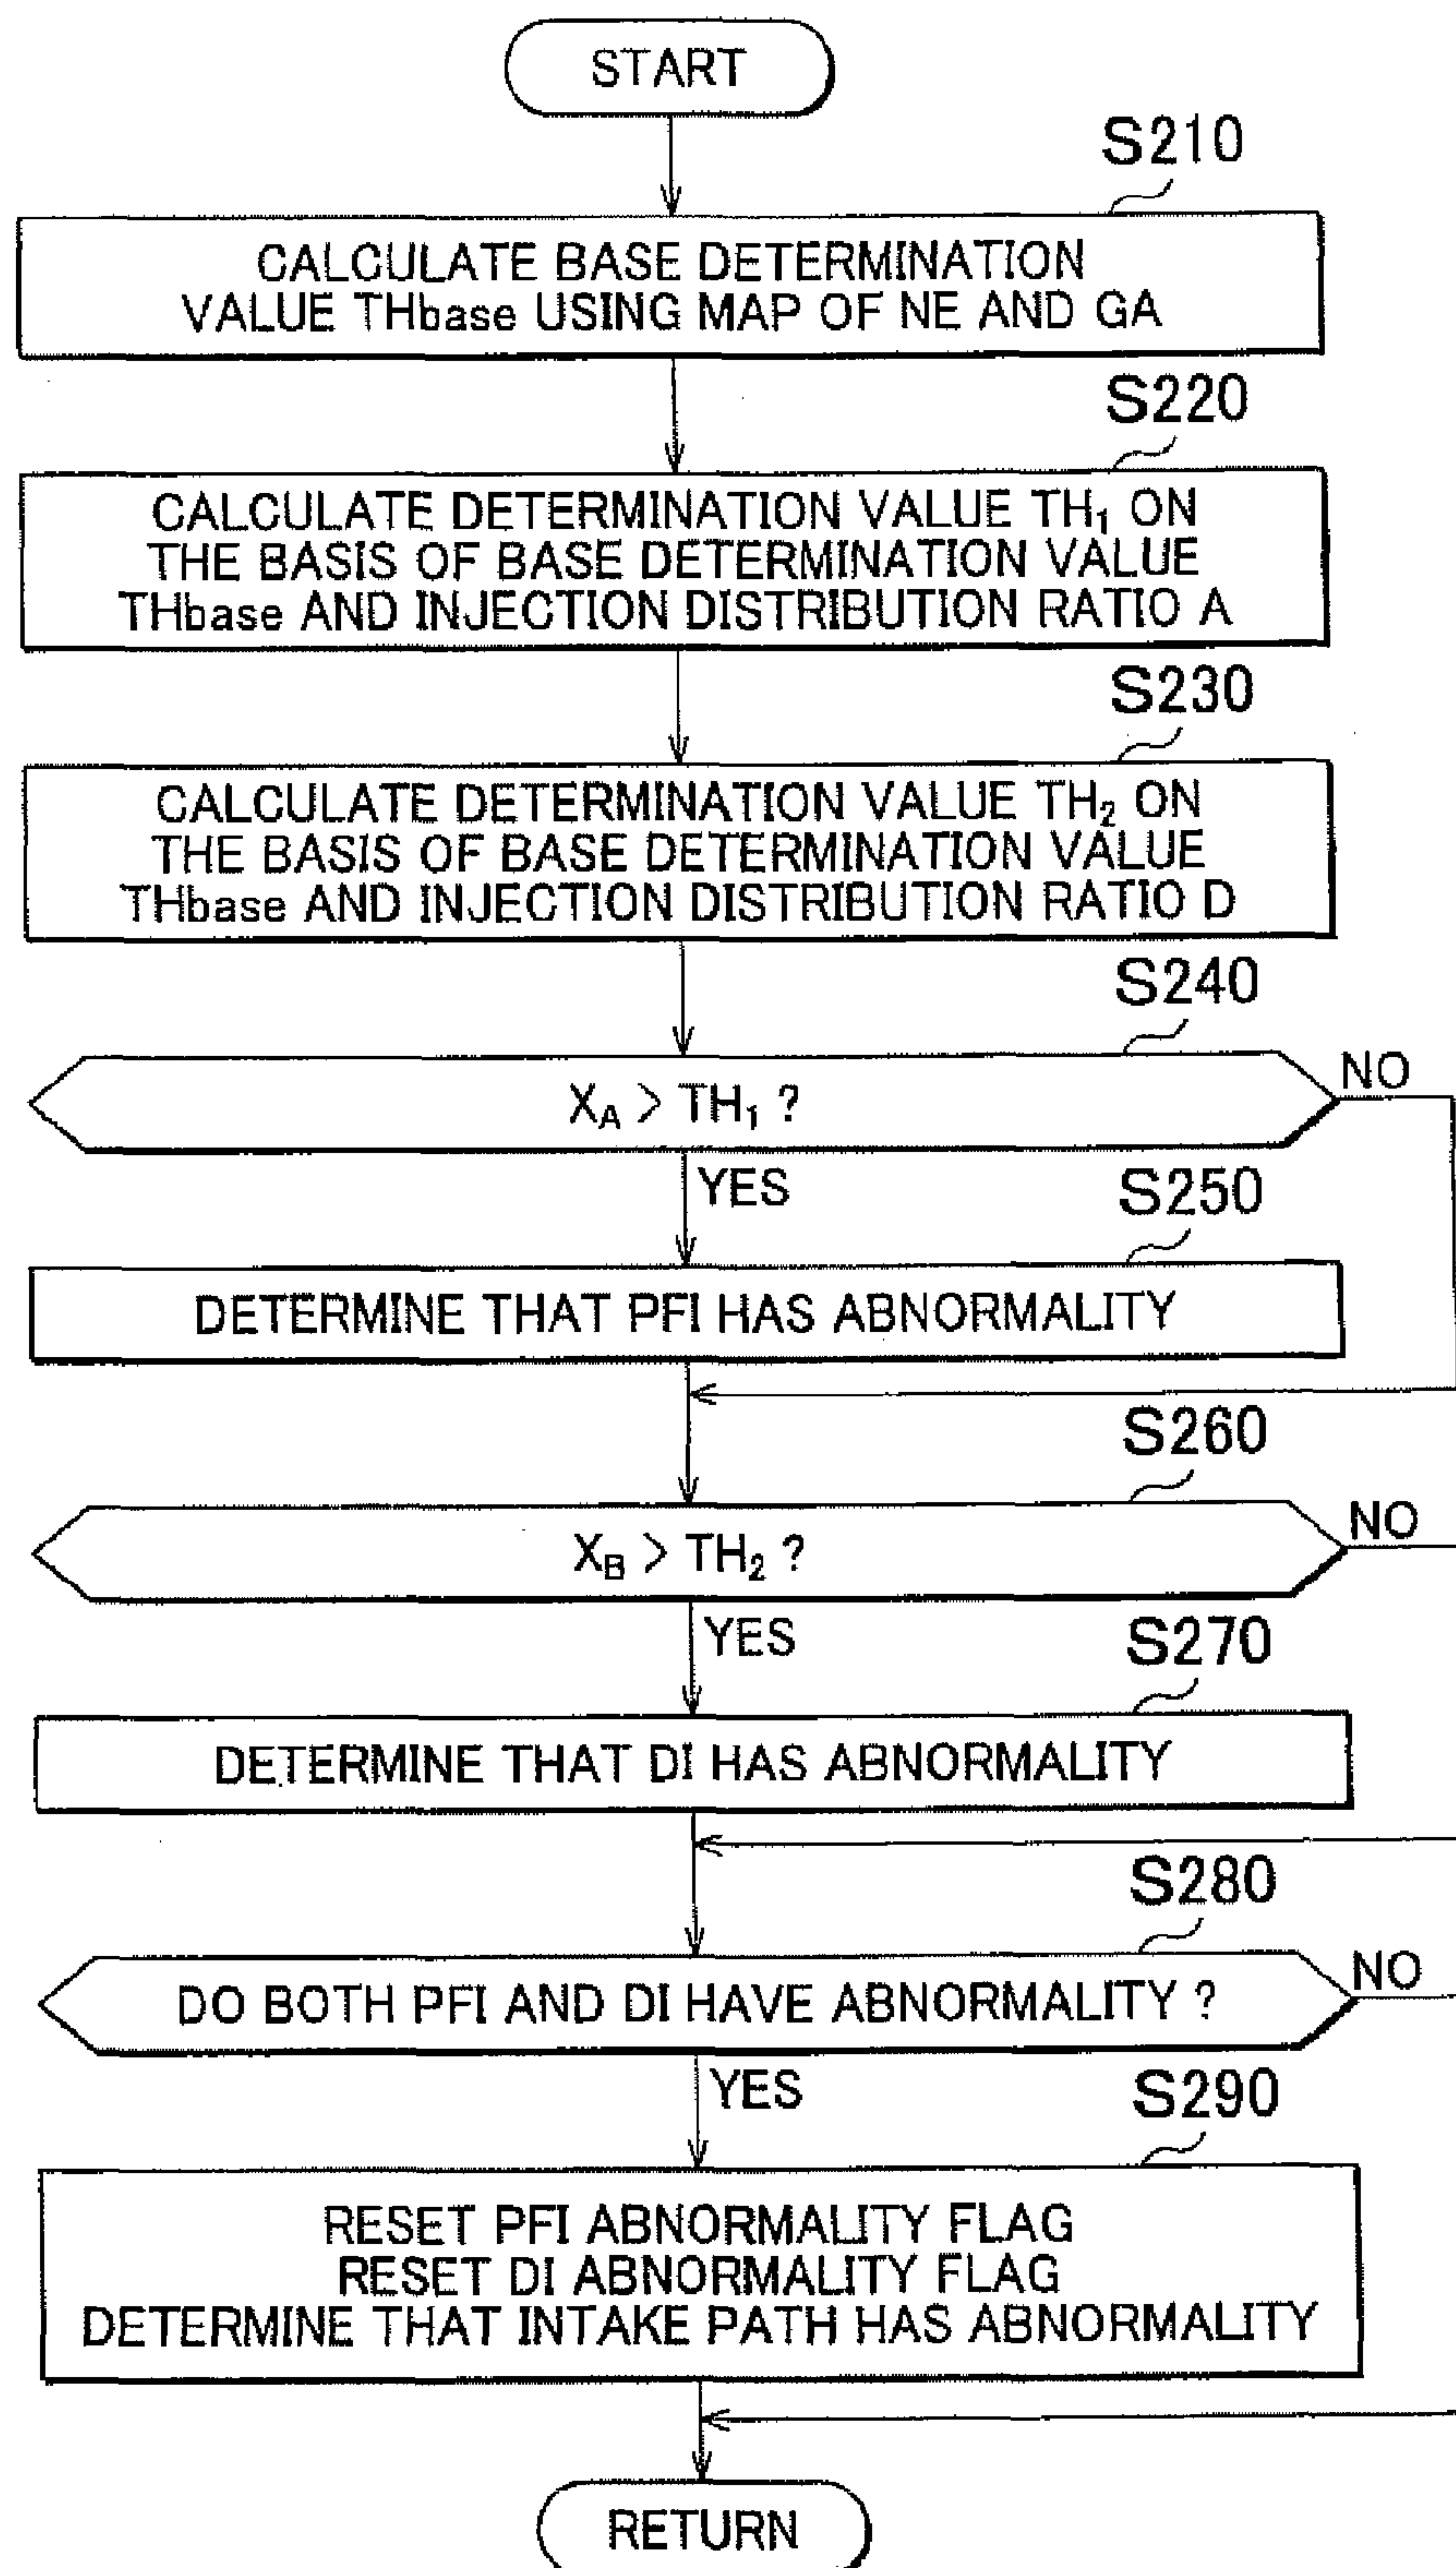 START
S210
CALCULATE BASE DETERMINATION
VALUE THbase USING MAP OF NE AND GA
S220
CALCULATE DETERMINATION VALUE TH₁ ON
THE BASIS OF BASE DETERMINATION VALUE
THbase AND INJECTION DISTRIBUTION RATIO A
S230
CALCULATE DETERMINATION VALUE TH₂ ON
THE BASIS OF BASE DETERMINATION VALUE
THbase AND INJECTION DISTRIBUTION RATIO D
S240
X_A > TH₁ ?
NO
YES
S250
DETERMINE THAT PFI HAS ABNORMALITY
S260
X_B > TH₂ ?
NO
YES
S270
DETERMINE THAT DI HAS ABNORMALITY
S280
DO BOTH PFI AND DI HAVE ABNORMALITY ?
NO
YES
S290
RESET PFI ABNORMALITY FLAG
RESET DI ABNORMALITY FLAG
DETERMINE THAT INTAKE PATH HAS ABNORMALITY
RETURN